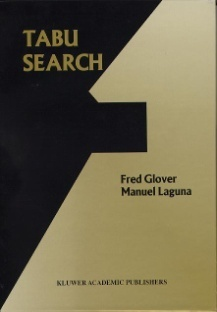 TABU
SEARCH
Fred Glover
Manuel Laguna
KLUWER ACADEMIC PUBLISHERS